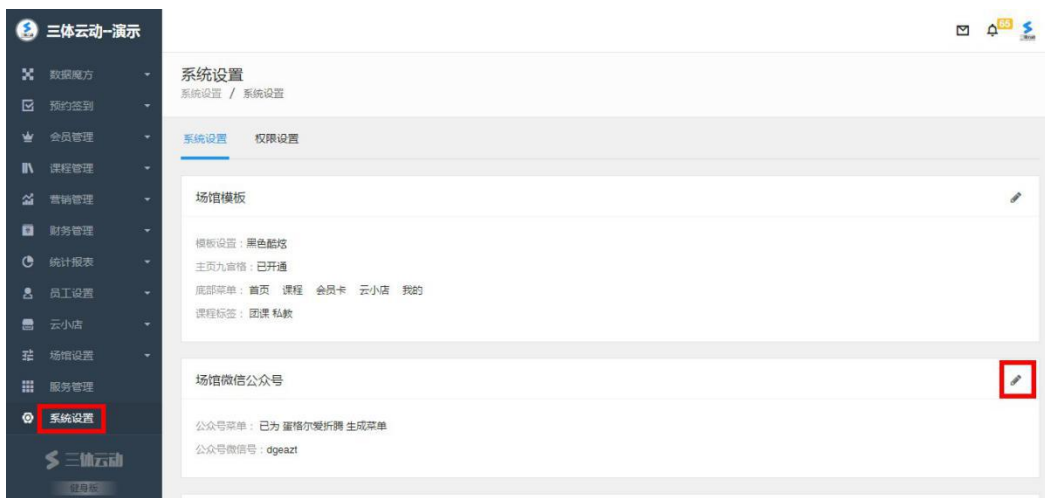 三体云动-演示
65
数据魔方
预约签到
会员管理
课程管理
营销管理
财务管理
统计报表
员工设置
云小店
场馆设置
服务管理
系统设置
三体云动
健身板
系统设置
系统设置 / 系统设置
系统设置 权限设置
场馆模板
模板设置：黑色酷炫
主页九宫格：已开通
底部菜单：首页 课程 会员卡 云小店 我的
课程标签：团课 私教
场馆微信公众号
公众号菜单：已为 蛋格尔爱折腾 生成菜单
公众号微信号：dgeazt